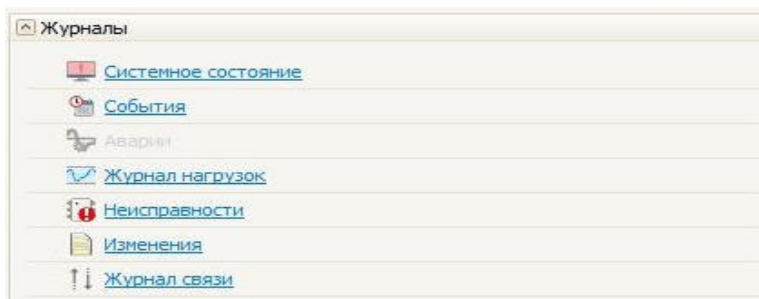 Журналы
Системное состояние
События
Аварии
Журнал нагрузок
Неисправности
Изменения
Журнал связи